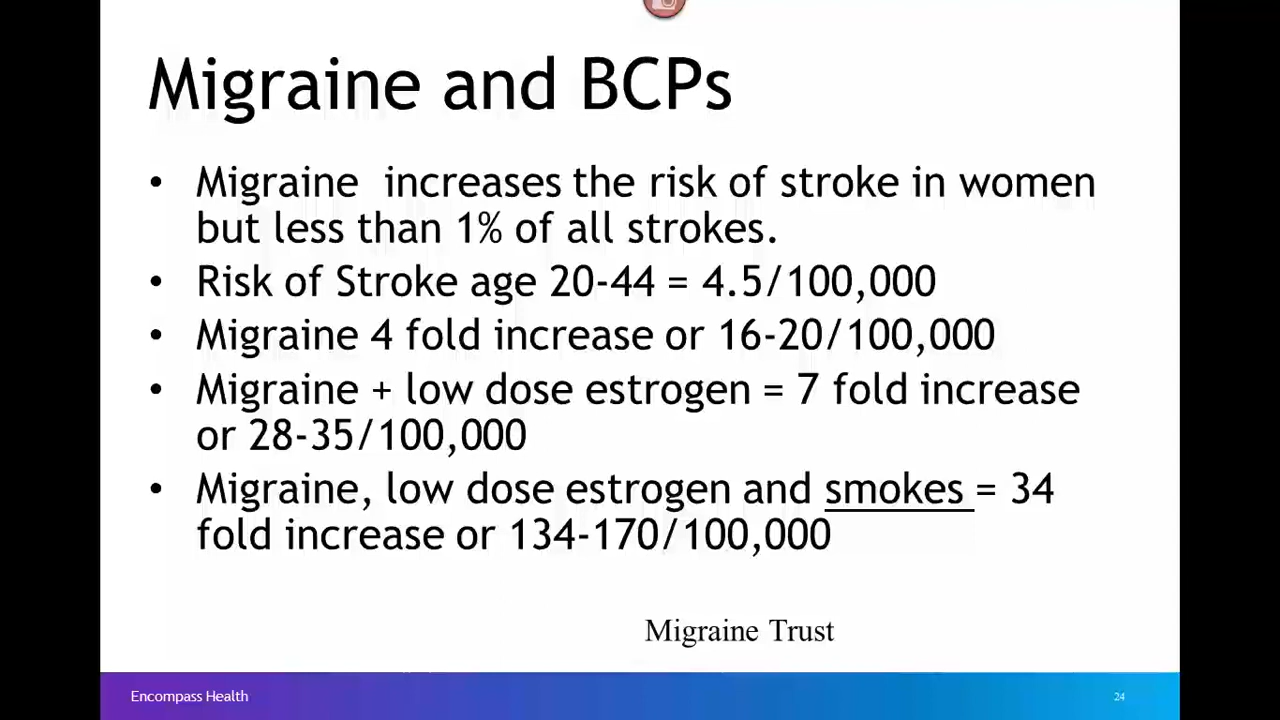 Migraine and BCPs
• Migraine  increases the risk of stroke in women
but less than 1% of all strokes.
• Risk of Stroke age 20-44 = 4.5/100,000
• Migraine 4 fold increase or 16-20/100,000
• Migraine + low dose estrogen = 7 fold increase
or 28-35/100,000
• Migraine, low dose estrogen and smokes = 34
fold increase or 134-170/100,000
Migraine Trust
Encompass Health
24